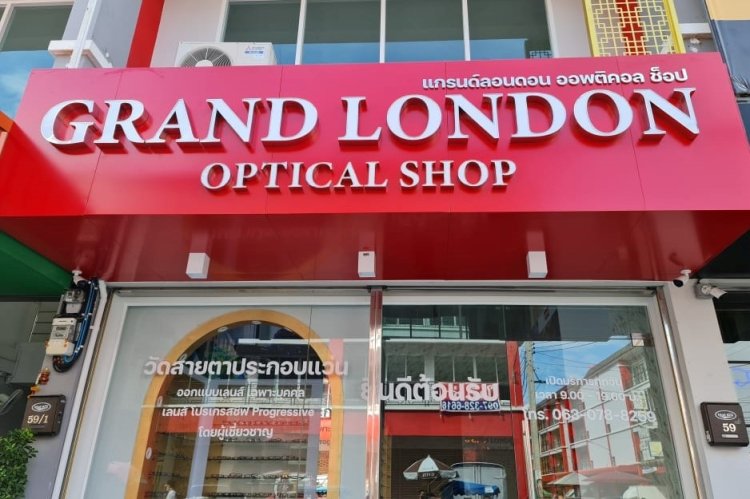 แกรนด์ลอนดอน ออพติคอล ช็อป
GRAND LONDON
OPTICAL SHOP
วัดสายตาประกอบแว่น
ออกแบบเลนส์ เฉพาะบุคคล
เลนส์ โปรเกรสซีฟ Progressive
โดยผู้เชี่ยวชาญ
ยินดีต้อนรับ
097-328-6618
เปิดบริการทุกวัน
เวลา 9.00 - 19.00 น.
โทร. 063-078-8269
59/1
59